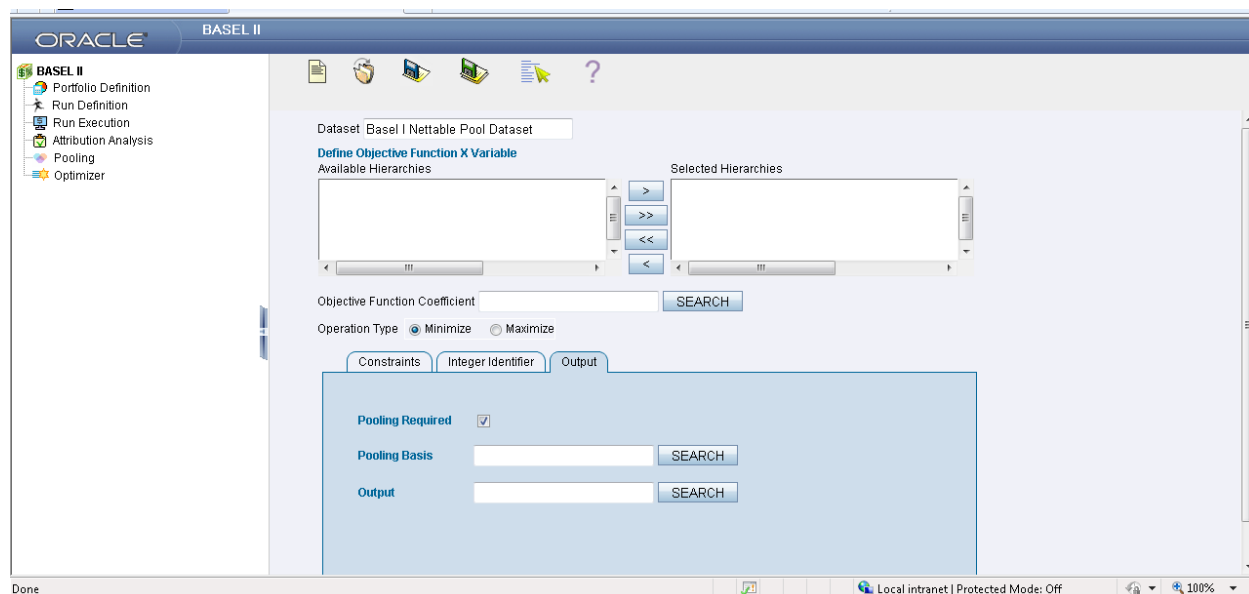 ORACLE
BASEL II
BASEL II
Portfolio Definition
Run Definition
Run Execution
Attribution Analysis
Pooling
Optimizer
?
Dataset Basel I Nettable Pool Dataset
Define Objective Function X Variable
Available Hierarchies Selected Hierarchies
>
>>
<<
<
Objective Function Coefficient SEARCH
Operation Type Minimize Maximize
Constraints Integer Identifier Output
Pooling Required
Pooling Basis SEARCH
Output SEARCH
Done Local intranet | Protected Mode: Off 100%